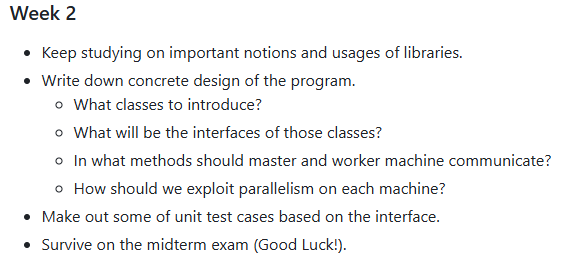 Week 2
Keep studying on important notions and usages of libraries.
Write down concrete design of the program.
What classes to introduce?
What will be the interfaces of those classes?
In what methods should master and worker machine communicate?
How should we exploit parallelism on each machine?
Make out some of unit test cases based on the interface.
Survive on the midterm exam (Good Luck!).